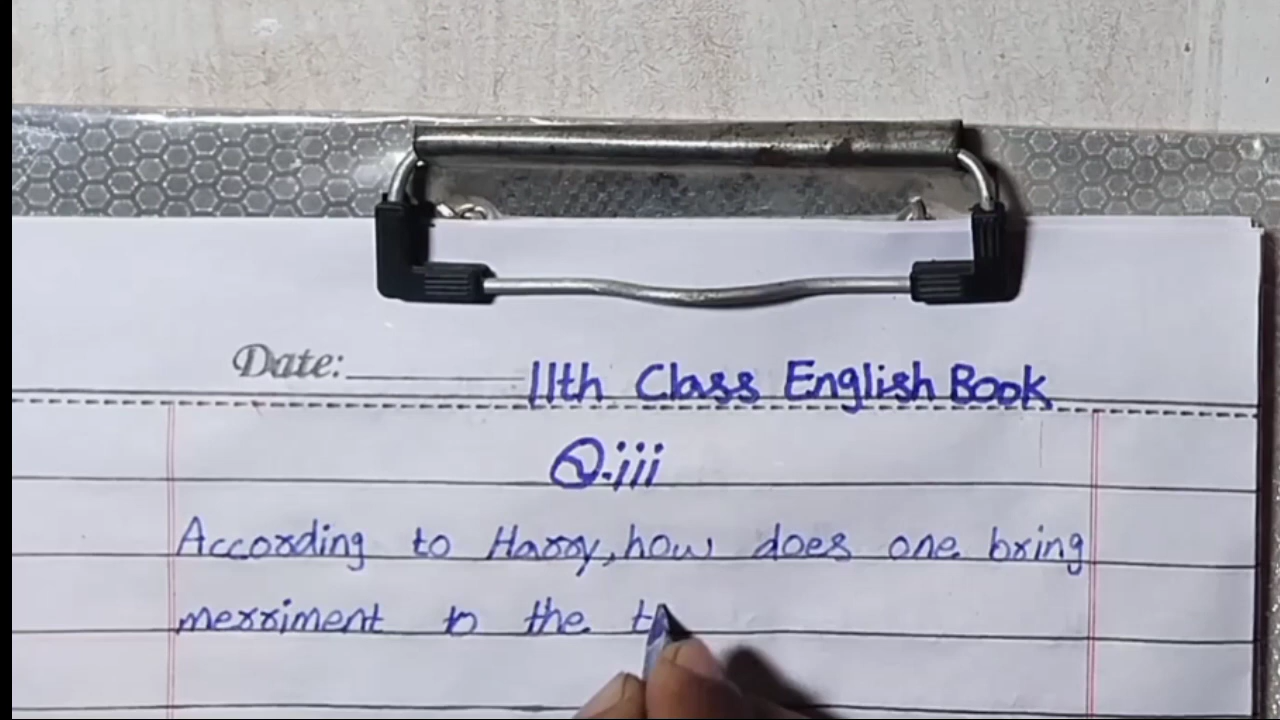 Date:
11th Class English Book
Q.iii
According to Harry, how does one bring
merriment to the t